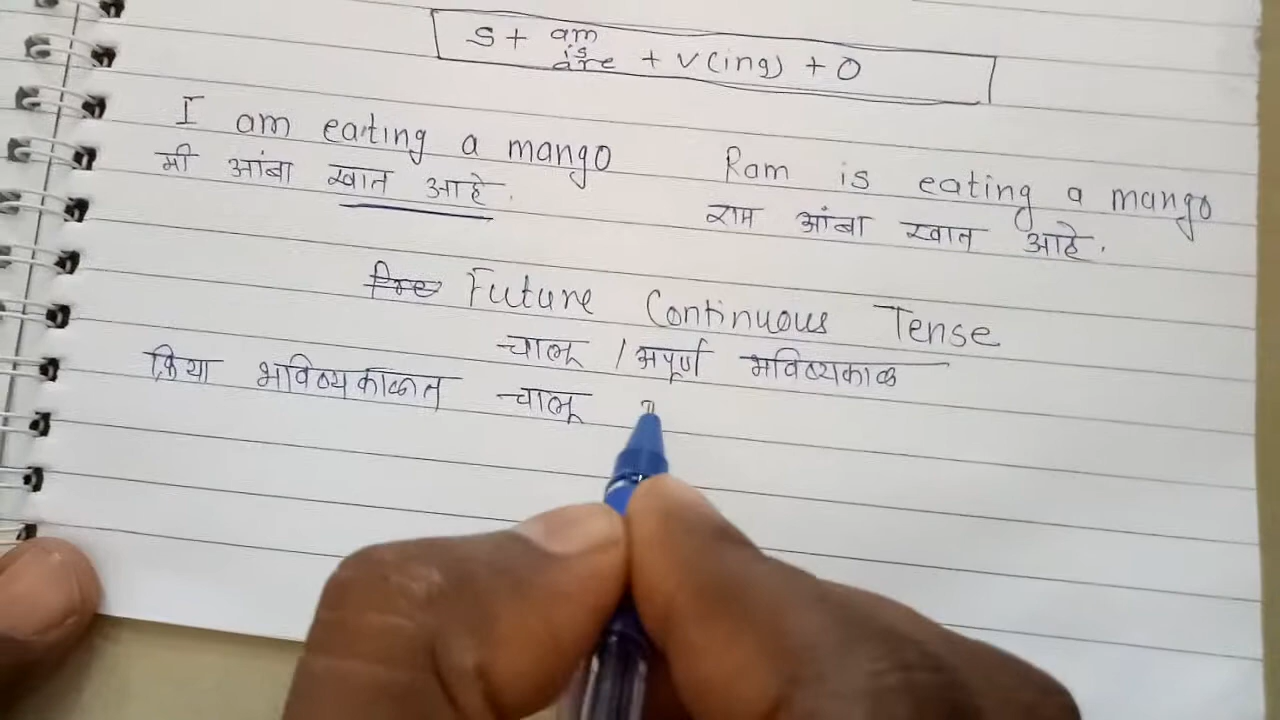 S + am
is
are + V(ing) + O
I am eating a mango
मी आंबा खात आहे.
Ram is eating a mango
राम आंबा खात आहे.
Pre Future Continuous Tense
चालू / अपूर्ण भविष्यकाळ
क्रिया भविष्यकाळात चालू